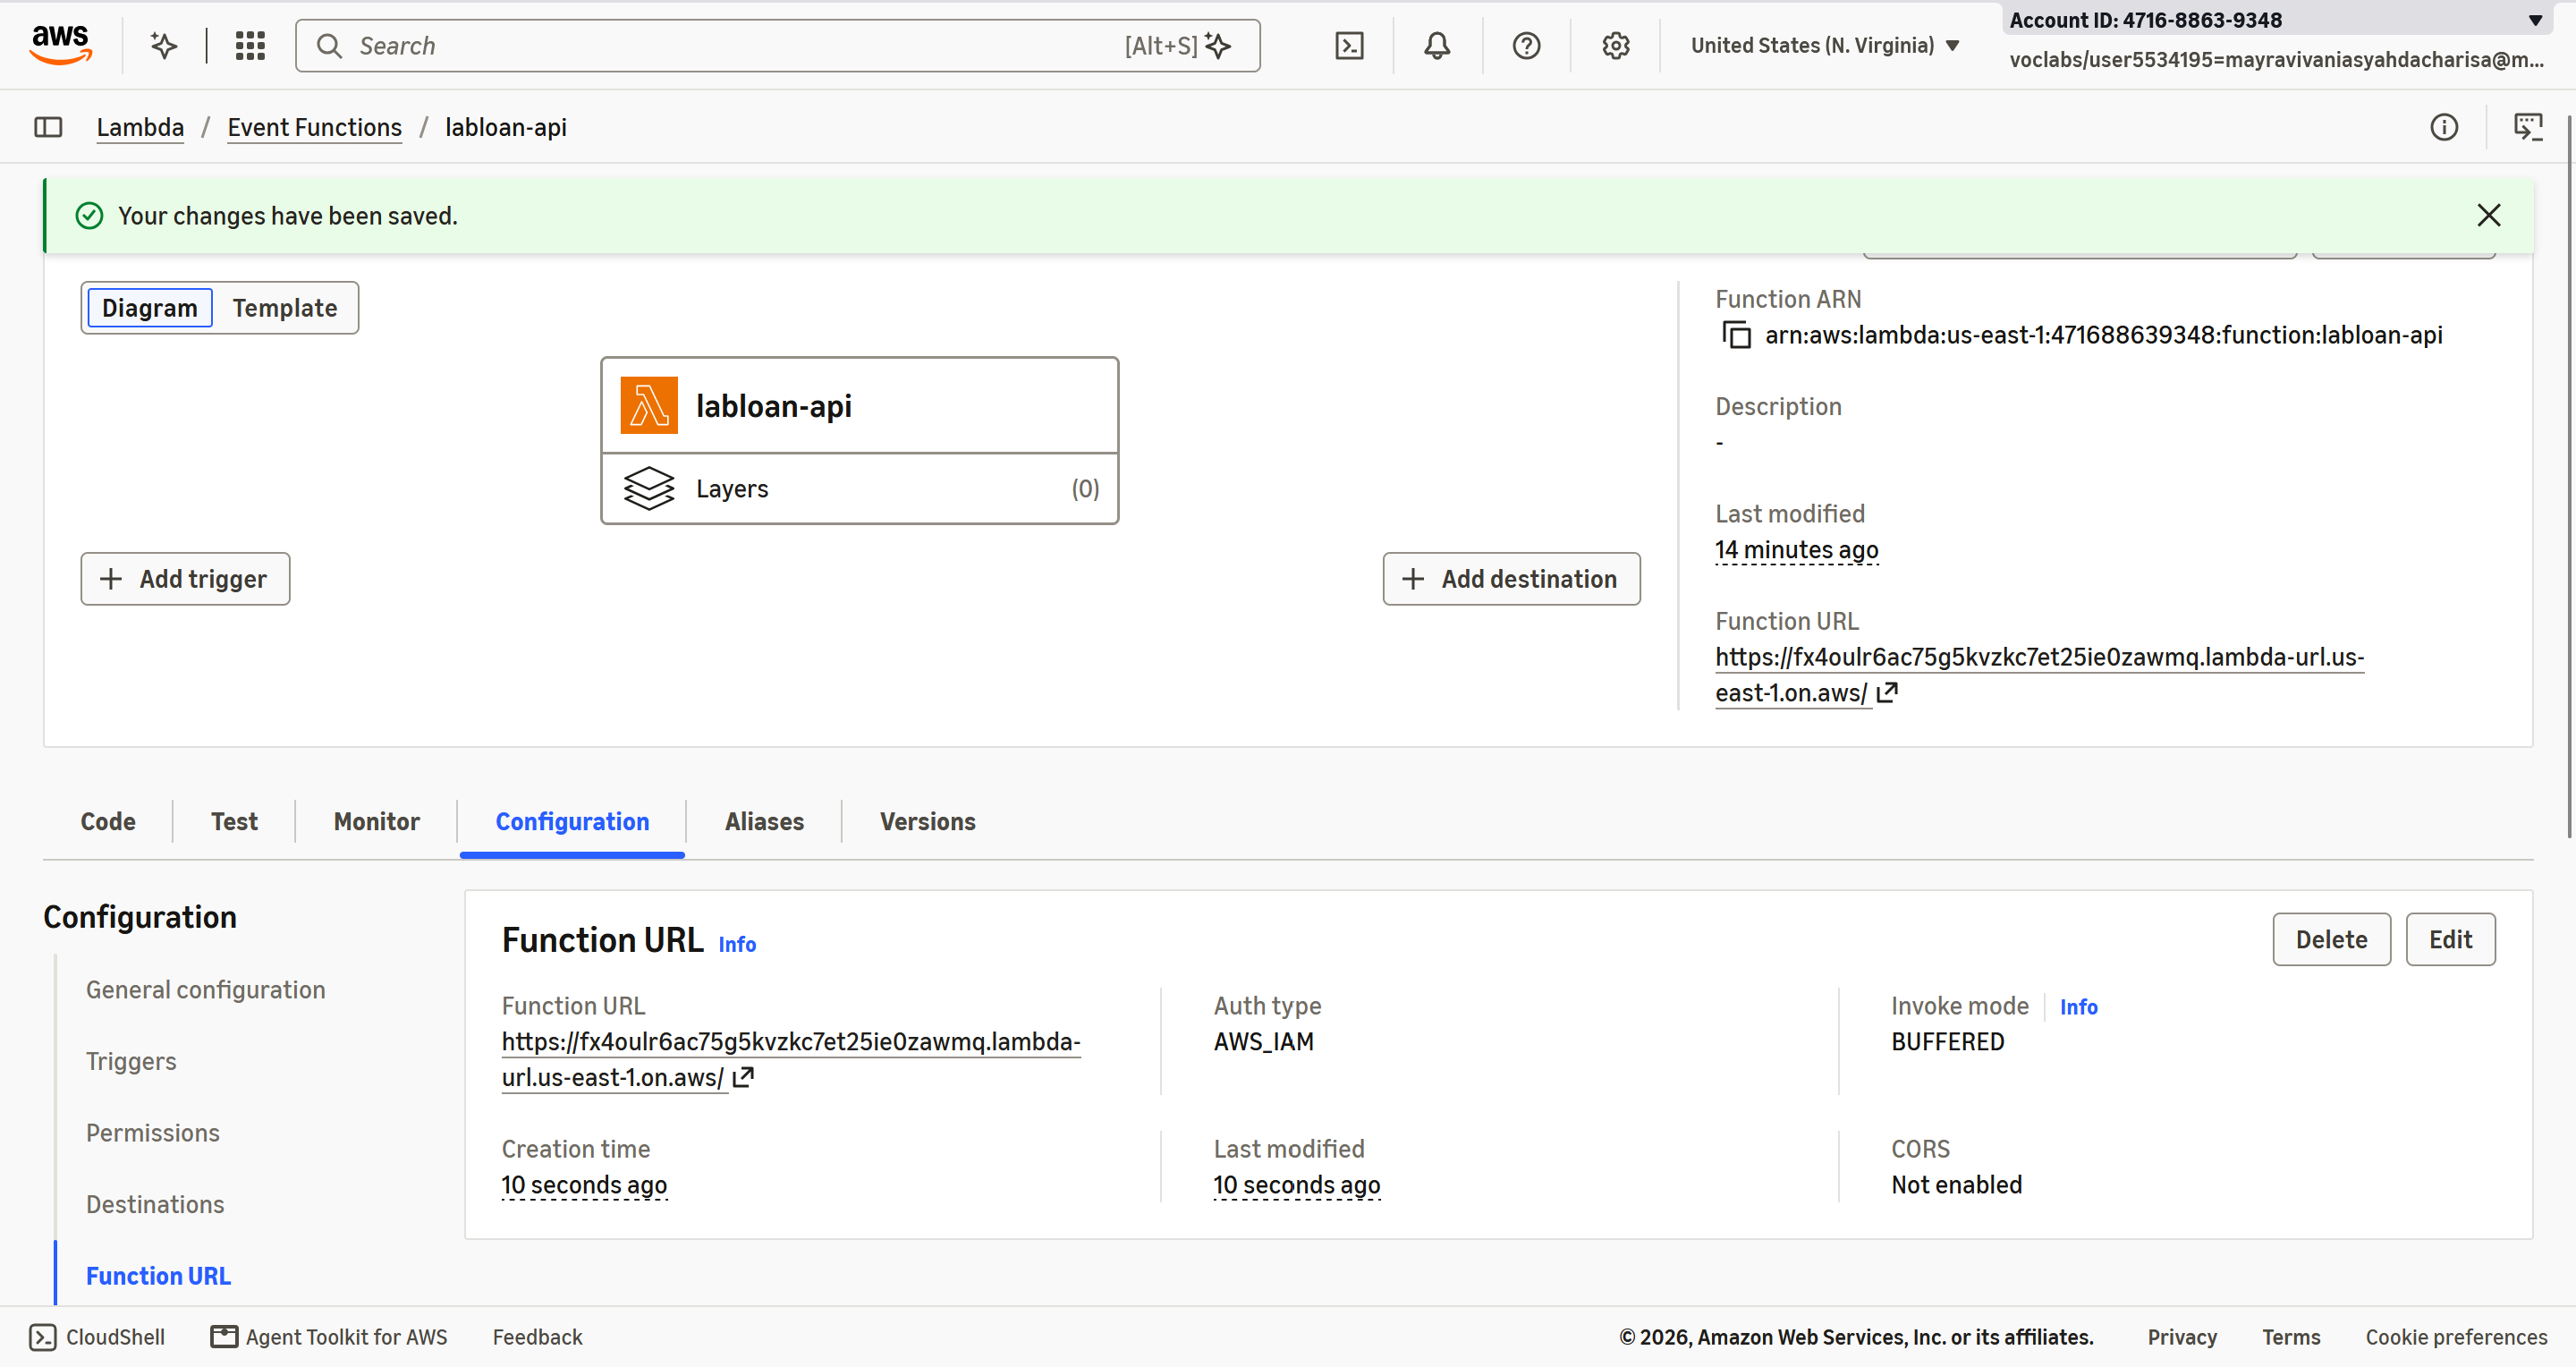 aws
Search
[Alt+S]
United States (N. Virginia)
Account ID: 4716-8863-9348
voclabs/user5534195=mayravivaniasyahdacharisa@m...
Lambda / Event Functions / labloan-api
Your changes have been saved.
Diagram
Template
labloan-api
Layers
(0)
Add trigger
Add destination
Function ARN
arn:aws:lambda:us-east-1:471688639348:function:labloan-api
Description
-
Last modified
14 minutes ago
Function URL
https://fx4oulr6ac75g5kvzkc7et25ie0zawmq.lambda-url.us-
east-1.on.aws/
Code
Test
Monitor
Configuration
Aliases
Versions
Configuration
General configuration
Triggers
Permissions
Destinations
Function URL
Function URL Info
Delete
Edit
Function URL
https://fx4oulr6ac75g5kvzkc7et25ie0zawmq.lambda-
url.us-east-1.on.aws/
Auth type
AWS_IAM
Invoke mode Info
BUFFERED
Creation time
10 seconds ago
Last modified
10 seconds ago
CORS
Not enabled
CloudShell
Agent Toolkit for AWS
Feedback
© 2026, Amazon Web Services, Inc. or its affiliates.
Privacy
Terms
Cookie preferences